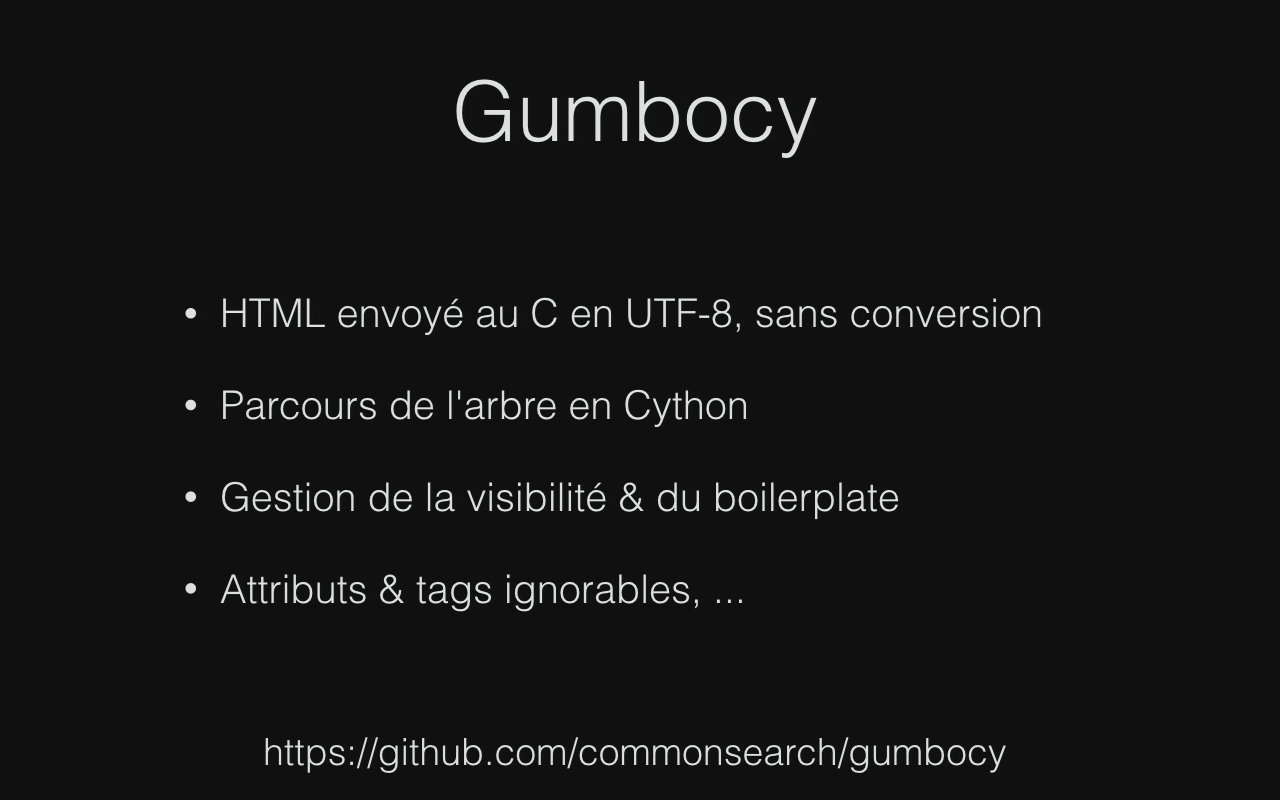 Gumbocy
• HTML envoyé au C en UTF-8, sans conversion
• Parcours de l'arbre en Cython
• Gestion de la visibilité & du boilerplate
• Attributs & tags ignorables, ...
https://github.com/commonsearch/gumbocy